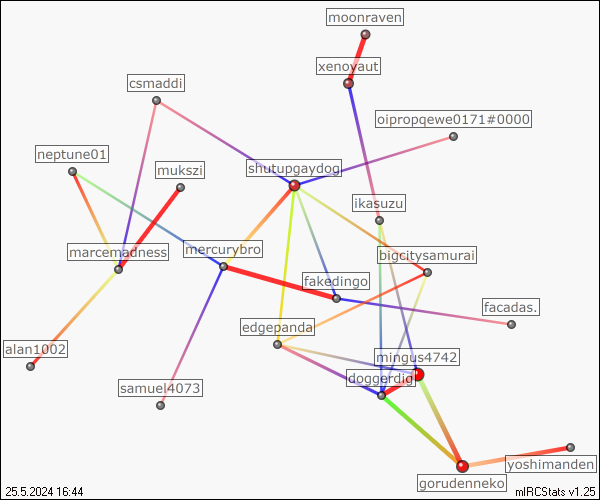 moonraven
xenoyaut
csmaddi
oipropqewe0171#0000
neptune01
mukszi
shutupgaydog
ikasuzu
marcemadness
mercurybro
bigcitysamurai
fakedingo
facadas.
edgepanda
alan1002
mingus4742
doggerdig
samuel4073
yoshimanden
gorudenneko
25.5.2024 16:44
mIRCStats v1.25